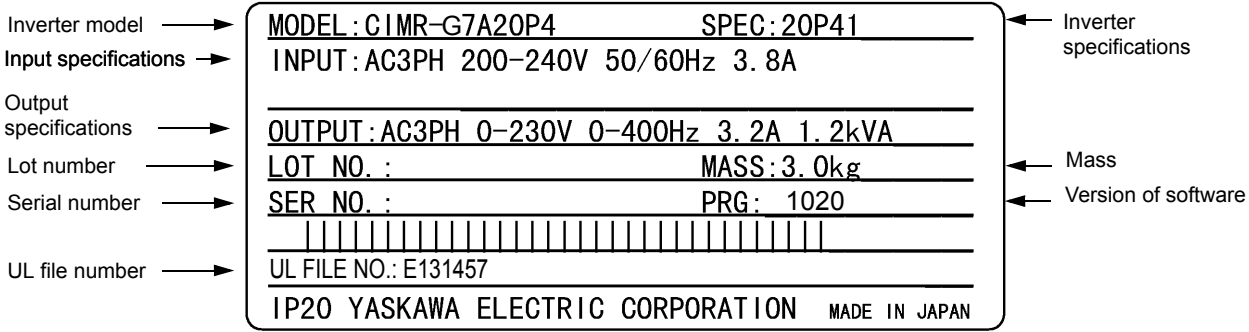 Inverter model
MODEL:CIMR-G7A20P4 SPEC:20P41
Inverter
specifications
Input specifications
INPUT:AC3PH 200-240V 50/60Hz 3.8A
Output
specifications
OUTPUT:AC3PH 0-230V 0-400Hz 3.2A 1.2kVA
Lot number
LOT NO.: MASS:3.0kg
Mass
Serial number
SER NO.: PRG: 1020
Version of software
UL file number
UL FILE NO.: E131457
IP20 YASKAWA ELECTRIC CORPORATION MADE IN JAPAN